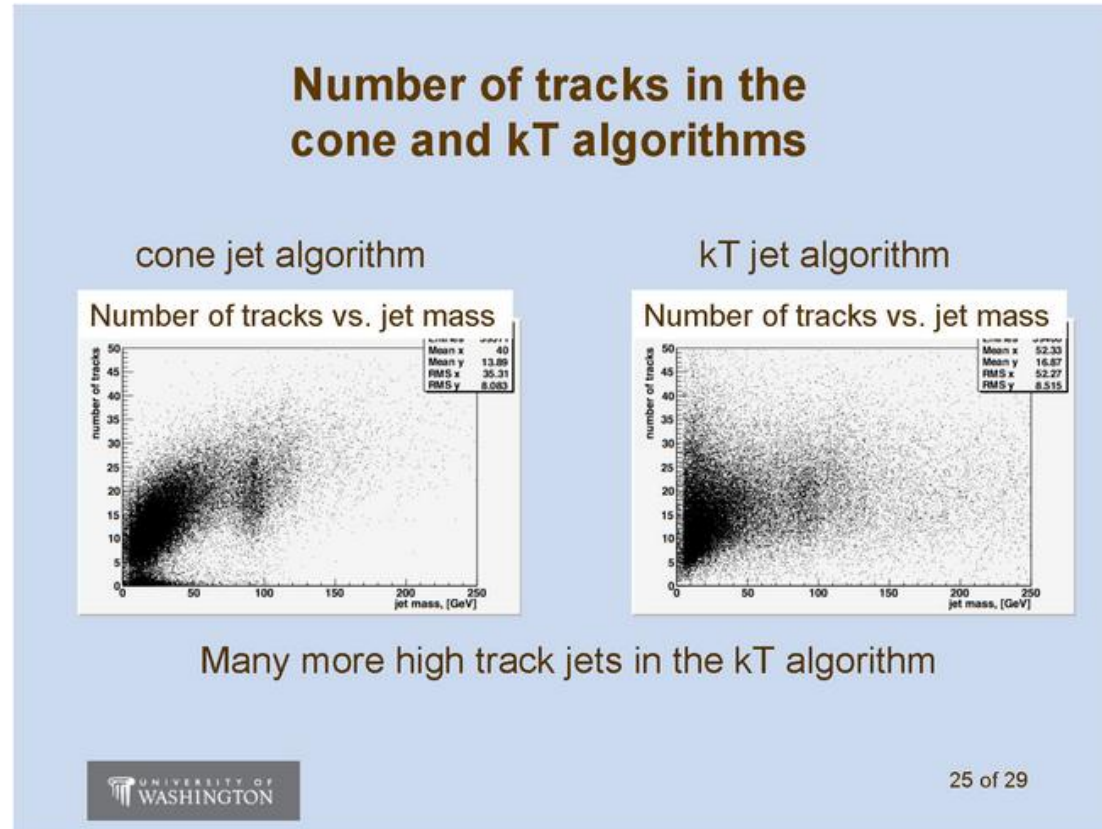 Number of tracks in the
cone and kT algorithms
cone jet algorithm
Number of tracks vs. jet mass
Mean x 40
Mean y 13.89
RMS x 35.31
RMS y 8.083
number of tracks
50
45
40
35
30
25
20
15
10
5
0
0 50 100 150 200 250
jet mass, [GeV]
kT jet algorithm
Number of tracks vs. jet mass
Mean x 52.33
Mean y 16.87
RMS x 52.27
RMS y 8.515
number of tracks
50
45
40
35
30
25
20
15
10
5
0
0 50 100 150 200 250
jet mass, [GeV]
Many more high track jets in the kT algorithm
UNIVERSITY OF
WASHINGTON
25 of 29